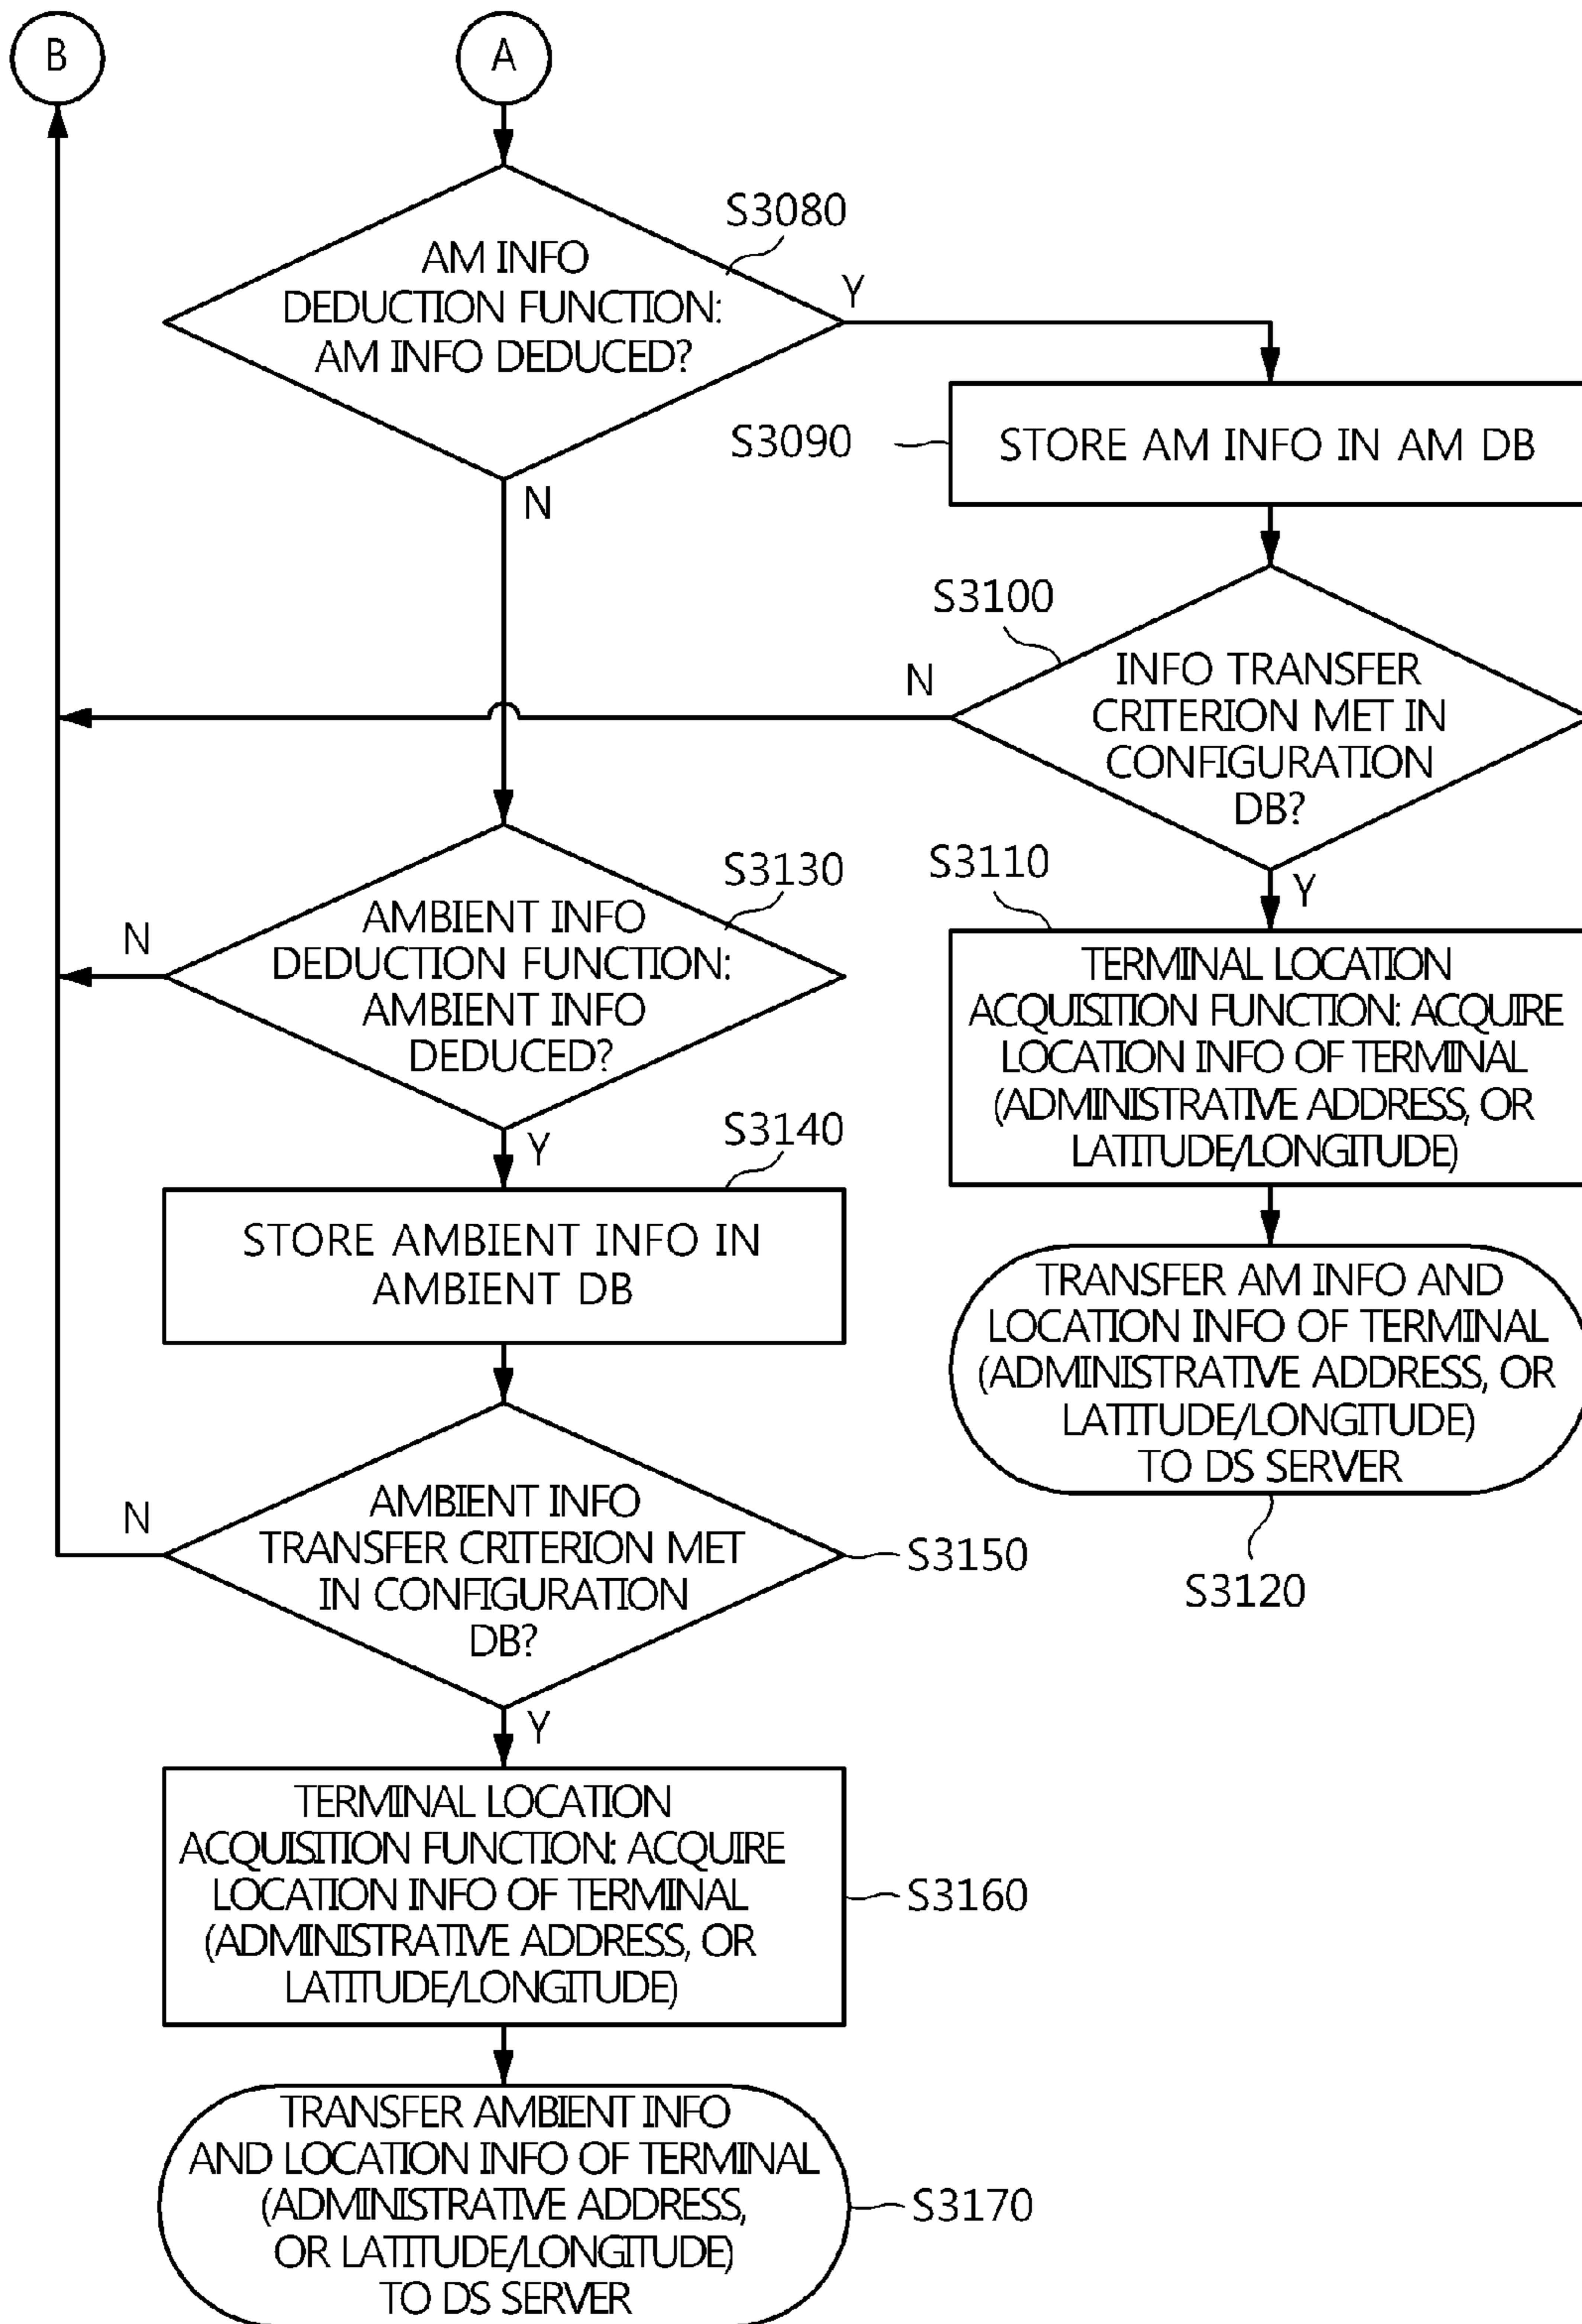 B
A
S3080
AM INFO
DEDUCTION FUNCTION:
AM INFO DEDUCED?
Y
N
S3090
STORE AM INFO IN AM DB
S3100
INFO TRANSFER
CRITERION MET IN
CONFIGURATION
DB?
N
Y
S3110
TERMINAL LOCATION
ACQUISITION FUNCTION: ACQUIRE
LOCATION INFO OF TERMINAL
(ADMINISTRATIVE ADDRESS, OR
LATITUDE/LONGITUDE)
TRANSFER AM INFO AND
LOCATION INFO OF TERMINAL
(ADMINISTRATIVE ADDRESS, OR
LATITUDE/LONGITUDE)
TO DS SERVER
S3120
S3130
AMBIENT INFO
DEDUCTION FUNCTION:
AMBIENT INFO
DEDUCED?
N
Y
S3140
STORE AMBIENT INFO IN
AMBIENT DB
AMBIENT INFO
TRANSFER CRITERION MET
IN CONFIGURATION
DB?
N
S3150
Y
TERMINAL LOCATION
ACQUISITION FUNCTION: ACQUIRE
LOCATION INFO OF TERMINAL
(ADMINISTRATIVE ADDRESS, OR
LATITUDE/LONGITUDE)
S3160
TRANSFER AMBIENT INFO
AND LOCATION INFO OF TERMINAL
(ADMINISTRATIVE ADDRESS,
OR LATITUDE/LONGITUDE)
TO DS SERVER
S3170